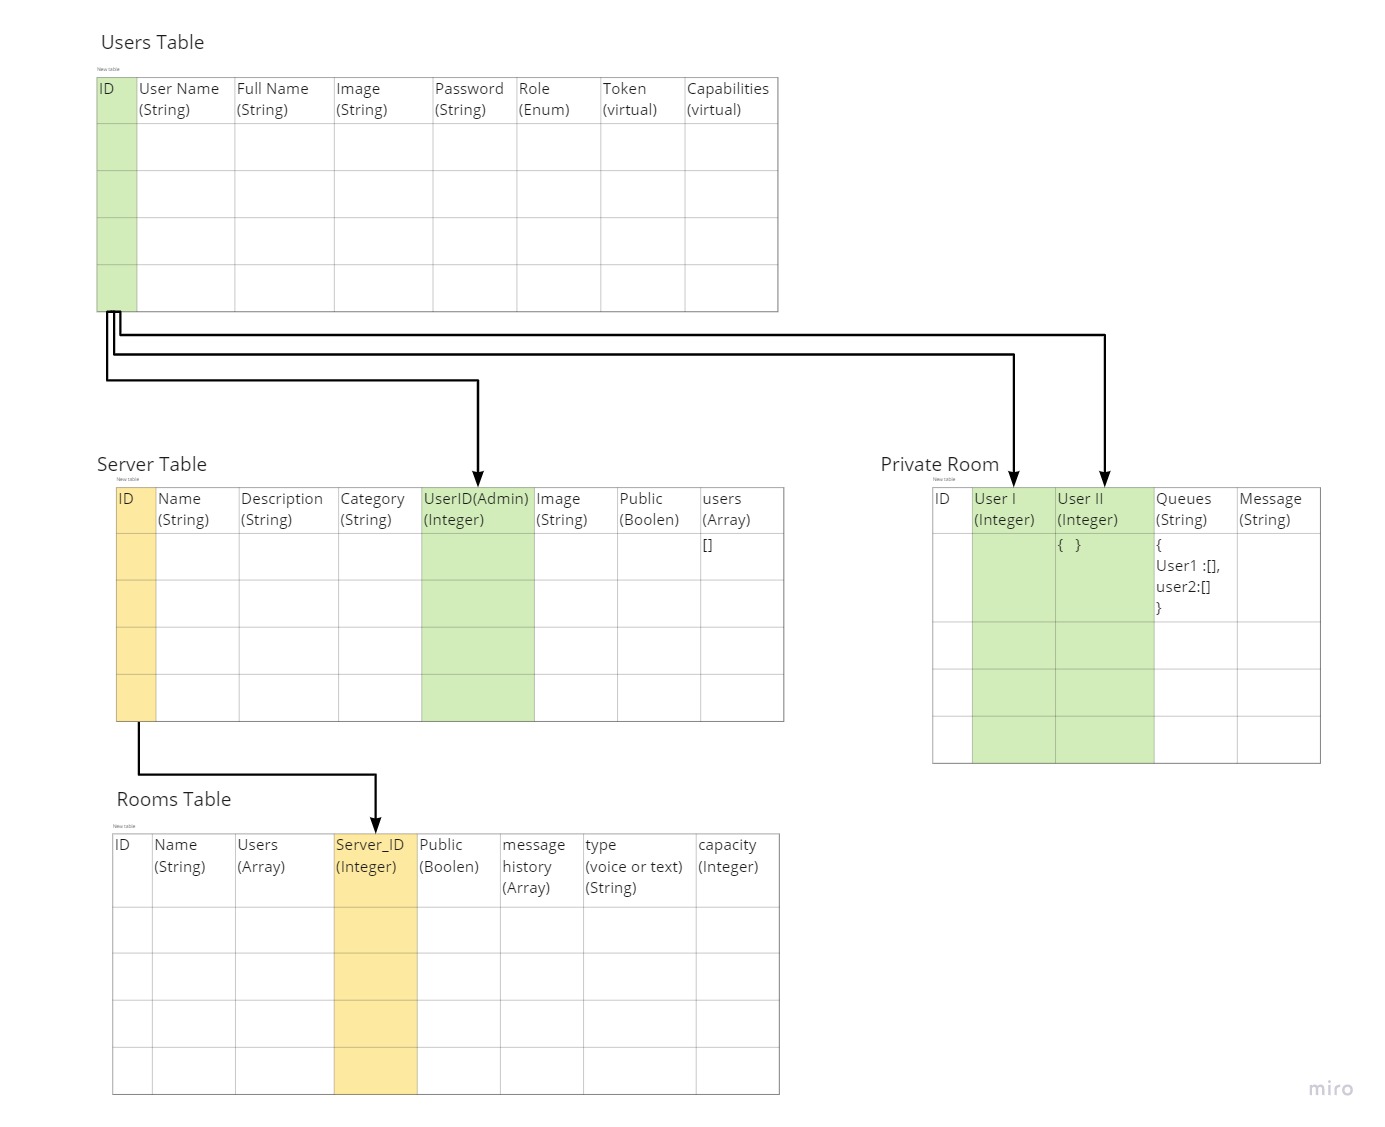 Users Table
New table
ID
User Name
(String)
Full Name
(String)
Image
(String)
Password
(String)
Role
(Enum)
Token
(virtual)
Capabilities
(virtual)
Server Table
New table
ID
Name
(String)
Description
(String)
Category
(String)
UserID(Admin)
(Integer)
Image
(String)
Public
(Boolen)
users
(Array)
[]
Private Room
New table
ID
User I
(Integer)
User II
(Integer)
Queues
(String)
Message
(String)
{ }
{
User1 :[],
user2:[]
}
Rooms Table
New table
ID
Name
(String)
Users
(Array)
Server_ID
(Integer)
Public
(Boolen)
message
history
(Array)
type
(voice or text)
(String)
capacity
(Integer)
miro